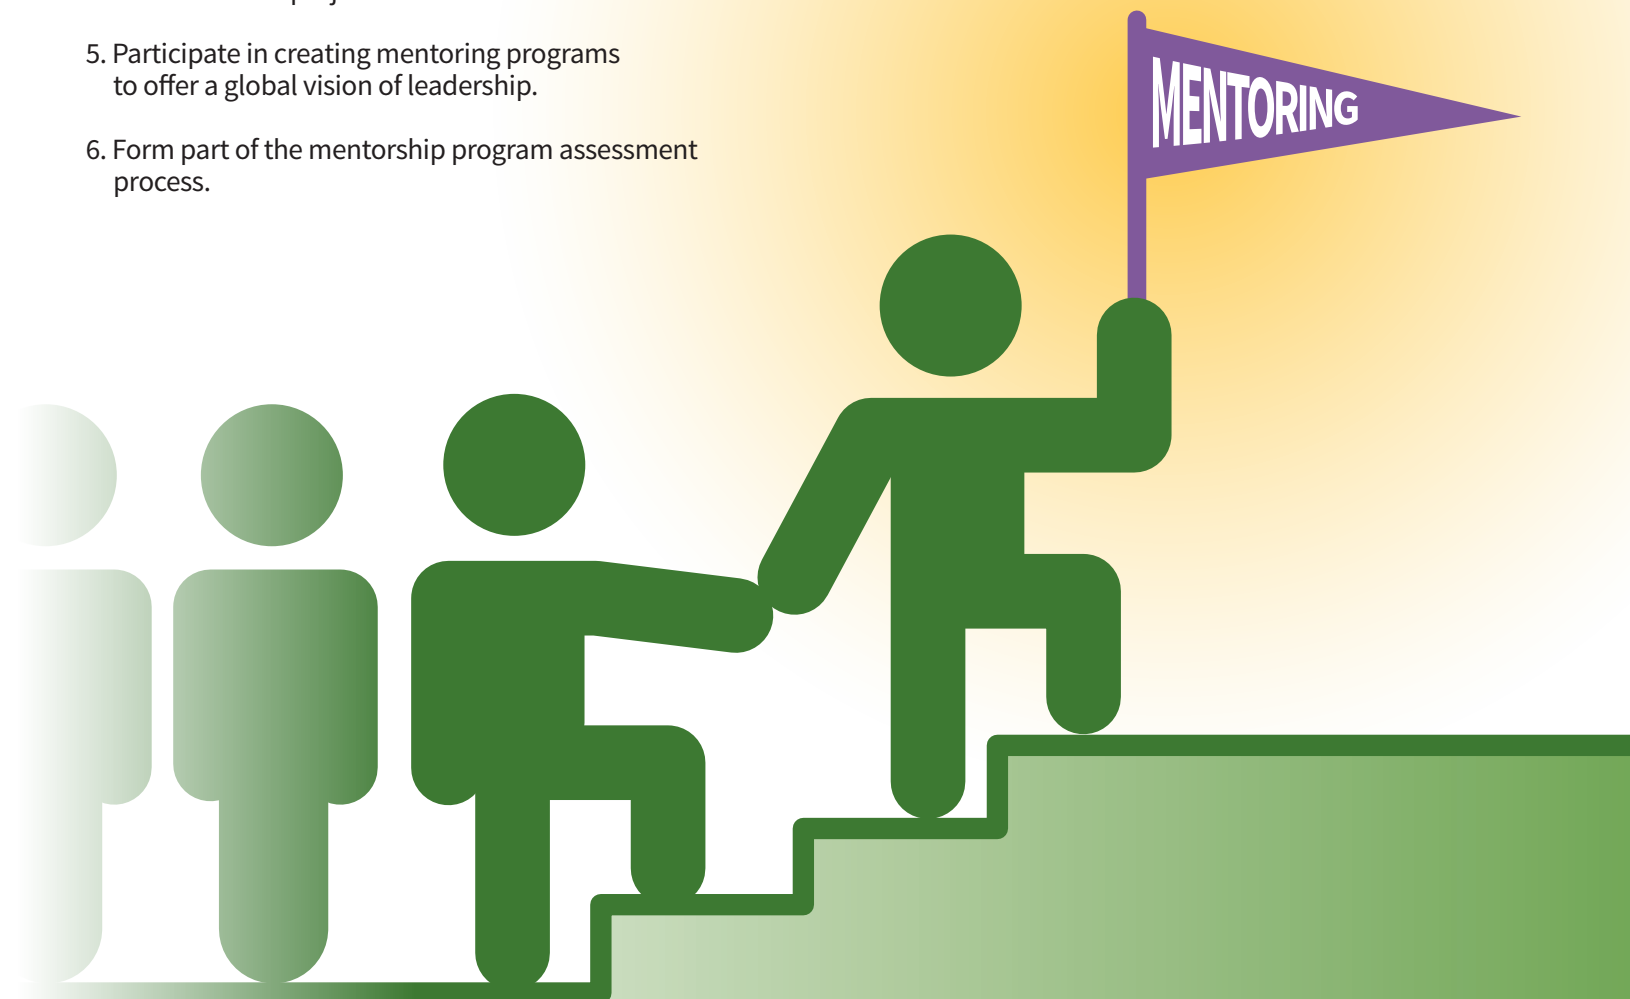 5. Participate in creating mentoring programs
to offer a global vision of leadership.
6. Form part of the mentorship program assessment
process.
MENTORING